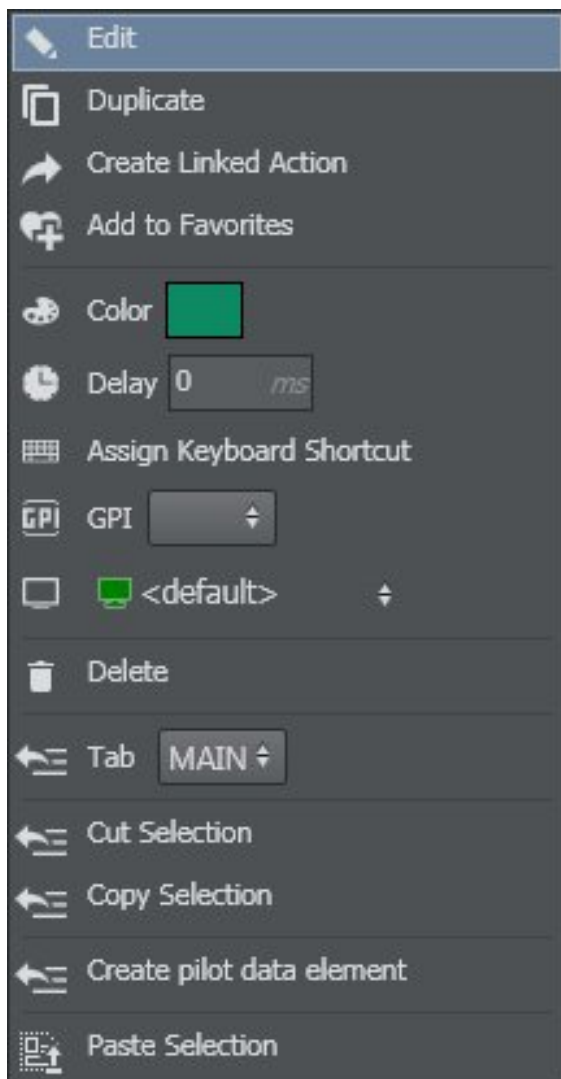 Edit
Duplicate
Create Linked Action
Add to Favorites
Color
Delay 0 ms
Assign Keyboard Shortcut
GPI GPI
<default>
Delete
Tab MAIN
Cut Selection
Copy Selection
Create pilot data element
Paste Selection